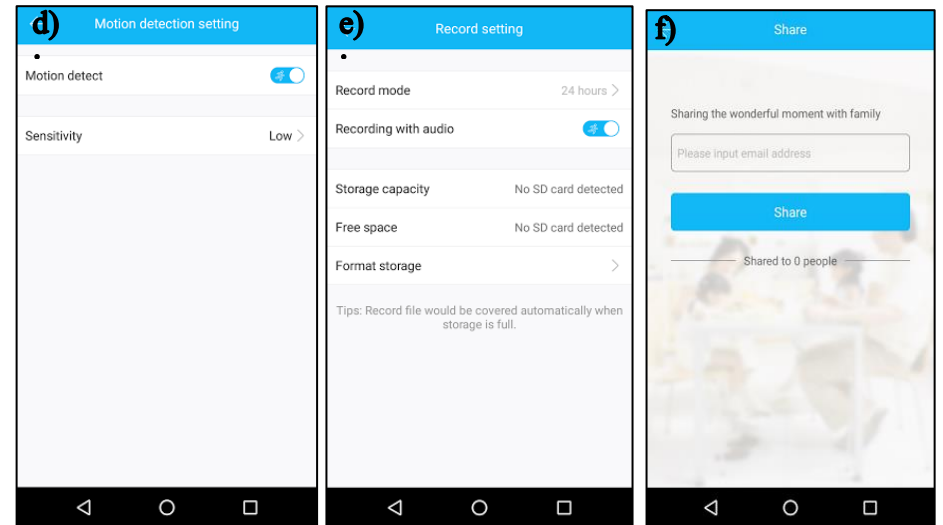 d)
Motion detection setting
Motion detect
Sensitivity
Low
e)
Record setting
Record mode
24 hours
Recording with audio
Storage capacity
No SD card detected
Free space
No SD card detected
Format storage
Tips: Record file would be covered automatically when
storage is full.
f)
Share
Sharing the wonderful moment with family
Please input email address
Share
Shared to 0 people